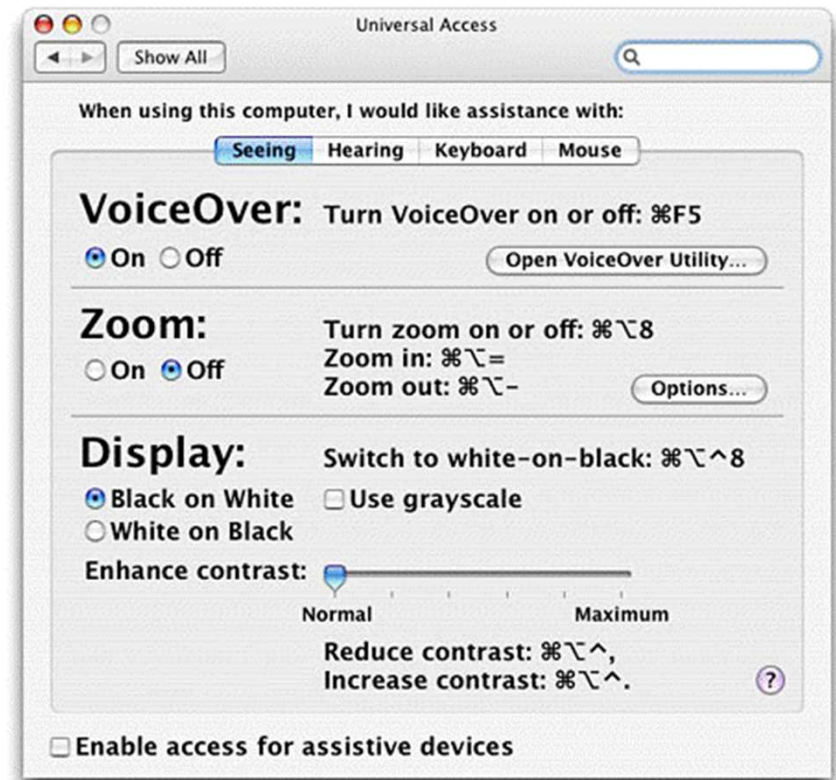 Universal Access
Show All
When using this computer, I would like assistance with:
Seeing Hearing Keyboard Mouse
VoiceOver: Turn VoiceOver on or off: ⌘F5
On Off Open VoiceOver Utility...
Zoom: Turn zoom on or off: ⌘⌥8
On Off Zoom in: ⌘⌥=
Zoom out: ⌘⌥- Options...
Display: Switch to white-on-black: ⌘⌥^8
Black on White Use grayscale
White on Black
Enhance contrast:
Normal Maximum
Reduce contrast: ⌘⌥^,
Increase contrast: ⌘⌥^.
?
Enable access for assistive devices